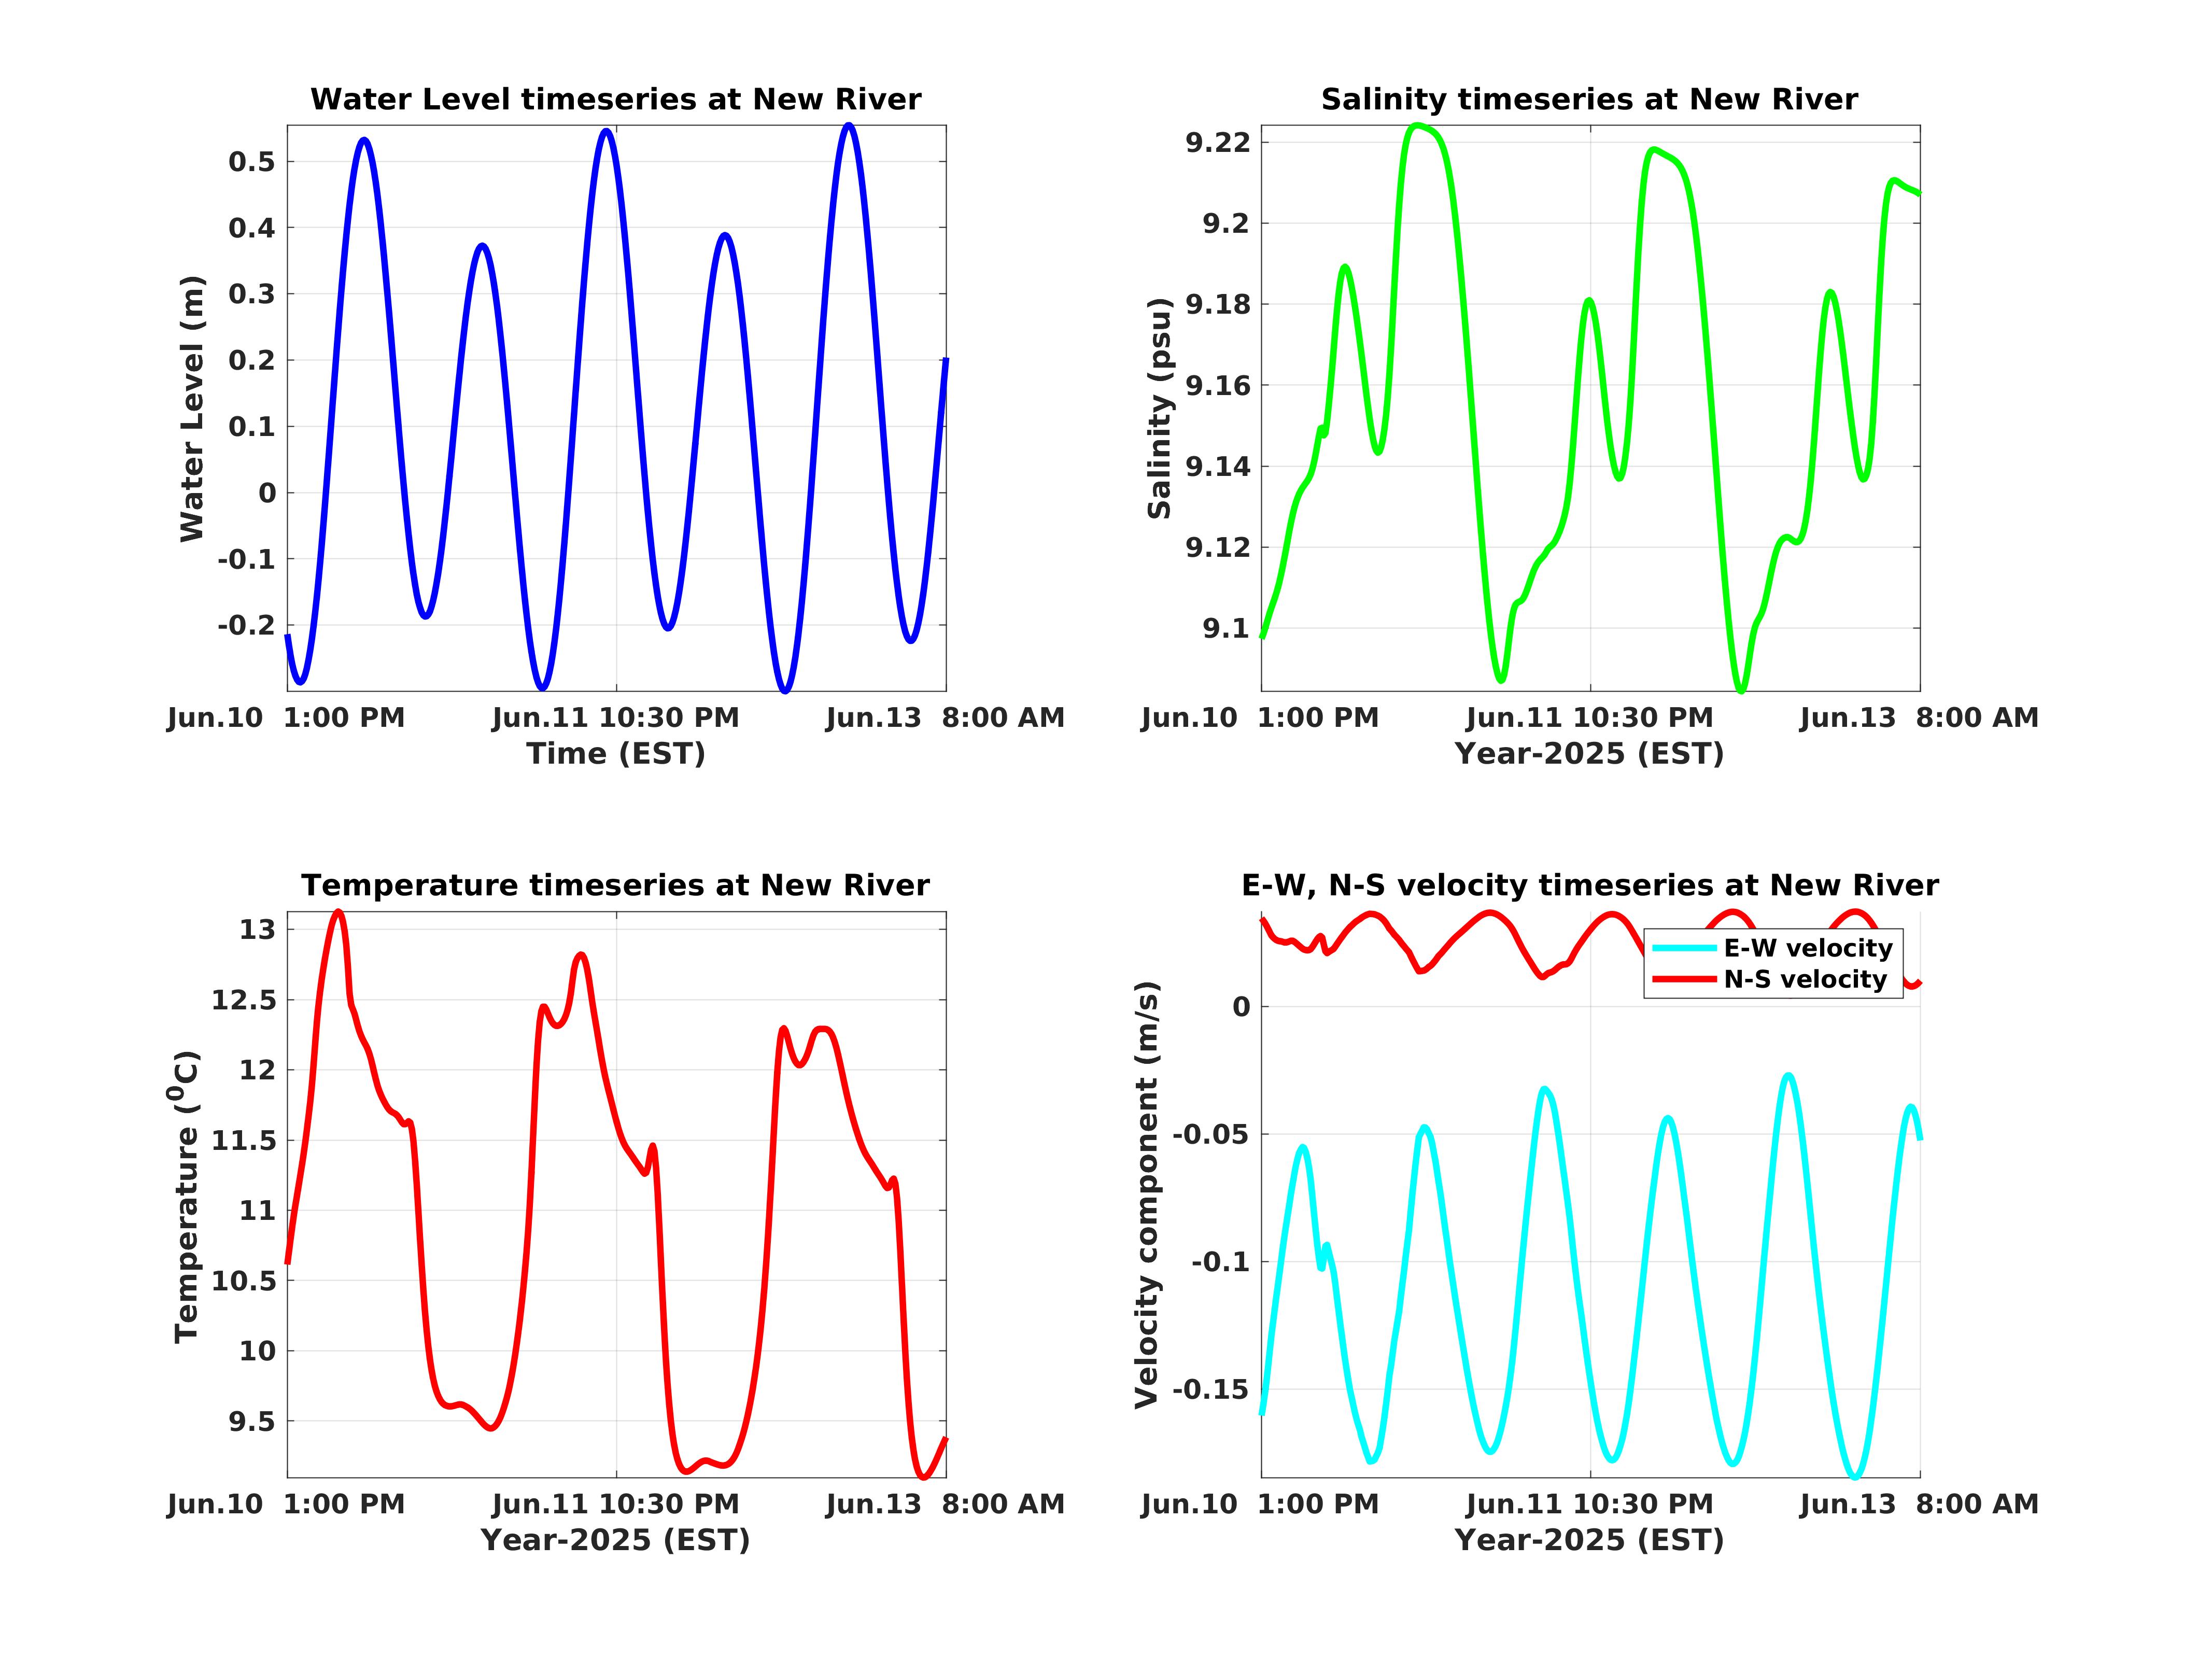 Water Level timeseries at New River
Water Level (m)
0.5
0.4
0.3
0.2
0.1
0
-0.1
-0.2
Jun.10  1:00 PM
Jun.11 10:30 PM
Jun.13  8:00 AM
Time (EST)
Salinity timeseries at New River
Salinity (psu)
9.22
9.2
9.18
9.16
9.14
9.12
9.1
Jun.10  1:00 PM
Jun.11 10:30 PM
Jun.13  8:00 AM
Year-2025 (EST)
Temperature timeseries at New River
Temperature (⁰C)
13
12.5
12
11.5
11
10.5
10
9.5
Jun.10  1:00 PM
Jun.11 10:30 PM
Jun.13  8:00 AM
Year-2025 (EST)
E-W, N-S velocity timeseries at New River
Velocity component (m/s)
E-W velocity
N-S velocity
0
-0.05
-0.1
-0.15
Jun.10  1:00 PM
Jun.11 10:30 PM
Jun.13  8:00 AM
Year-2025 (EST)